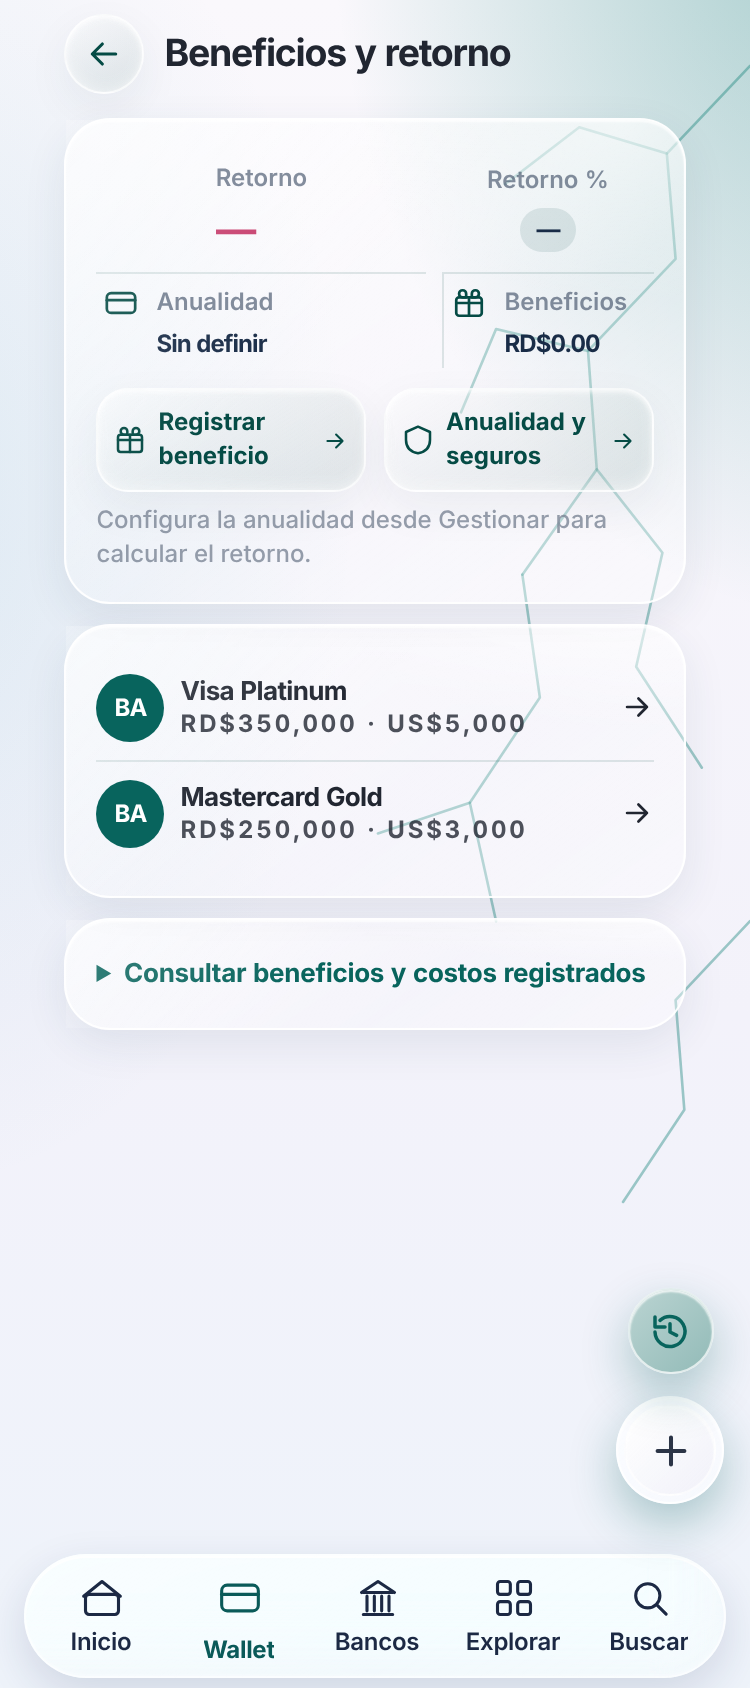 Beneficios y retorno
Retorno
Retorno %
—
—
Anualidad
Sin definir
Beneficios
RD$0.00
Registrar
beneficio
Anualidad y
seguros
Configura la anualidad desde Gestionar para
calcular el retorno.
BA
Visa Platinum
RD$350,000 · US$5,000
BA
Mastercard Gold
RD$250,000 · US$3,000
Consultar beneficios y costos registrados
Inicio
Wallet
Bancos
Explorar
Buscar